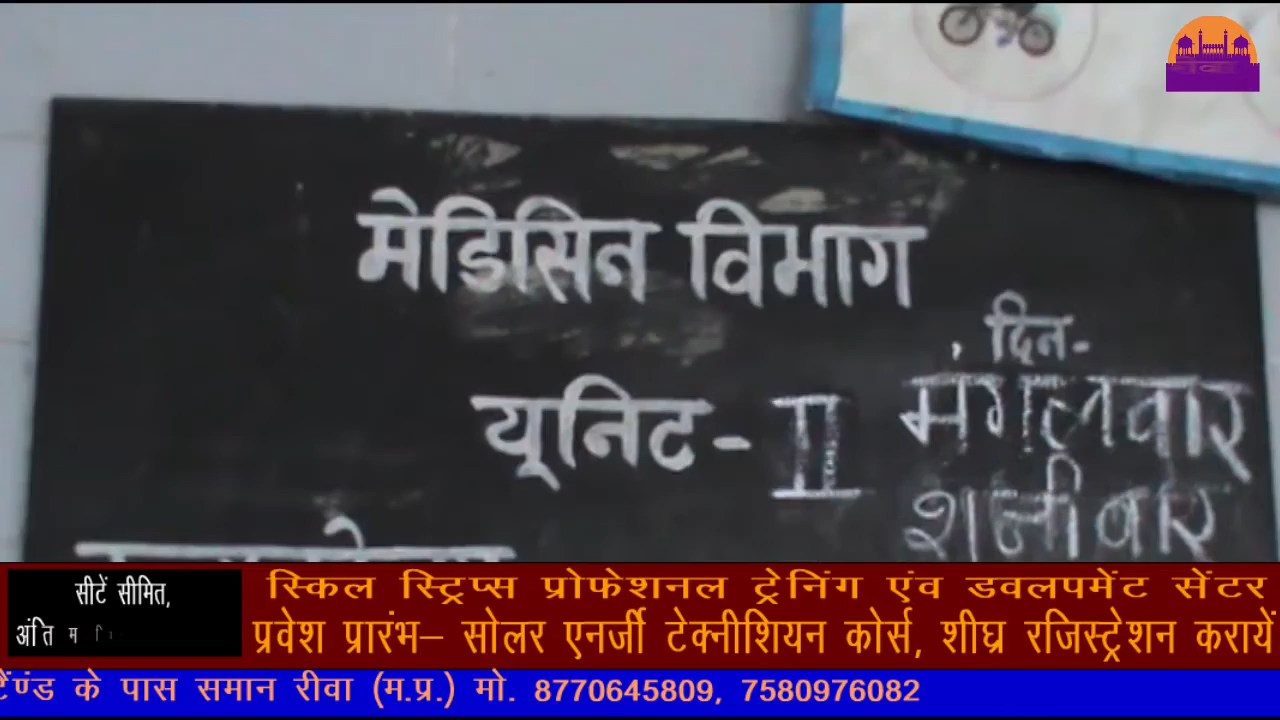 मेडिसिन विभाग
दिन-
यूनिट- II मंगलवार
शनीवार
सीटें सीमित,
स्किल स्ट्रिप्स प्रोफेशनल ट्रेनिंग एंव डवलपमेंट सेंटर
प्रवेश प्रारंभ– सोलर एनर्जी टेक्नीशियन कोर्स, शीघ्र रजिस्ट्रेशन करायें
के पास समान रीवा (म.प्र.) मो. 8770645809, 7580976082